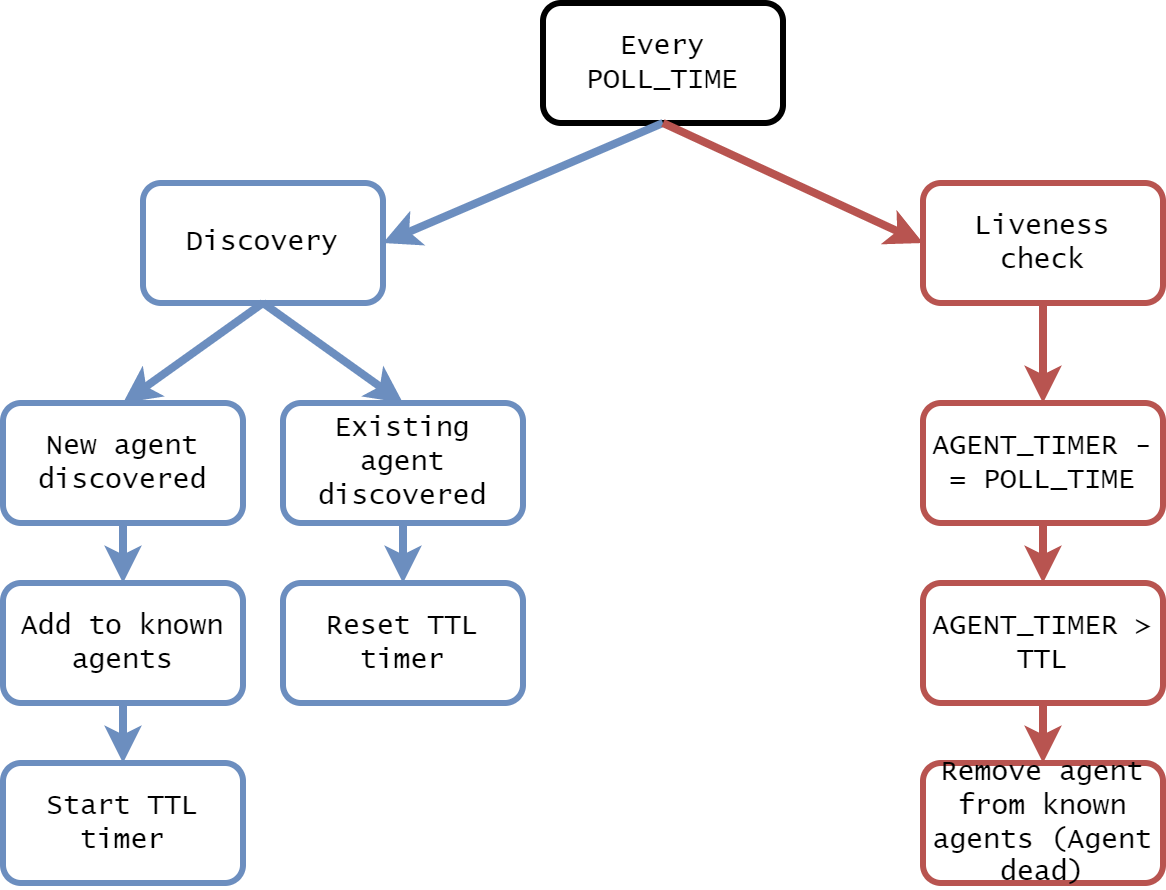 Every
POLL_TIME
Discovery
Liveness
check
New agent
discovered
Existing
agent
discovered
AGENT_TIMER -
= POLL_TIME
Add to known
agents
Reset TTL
timer
AGENT_TIMER >
TTL
Start TTL
timer
Remove agent
from known
agents (Agent
dead)